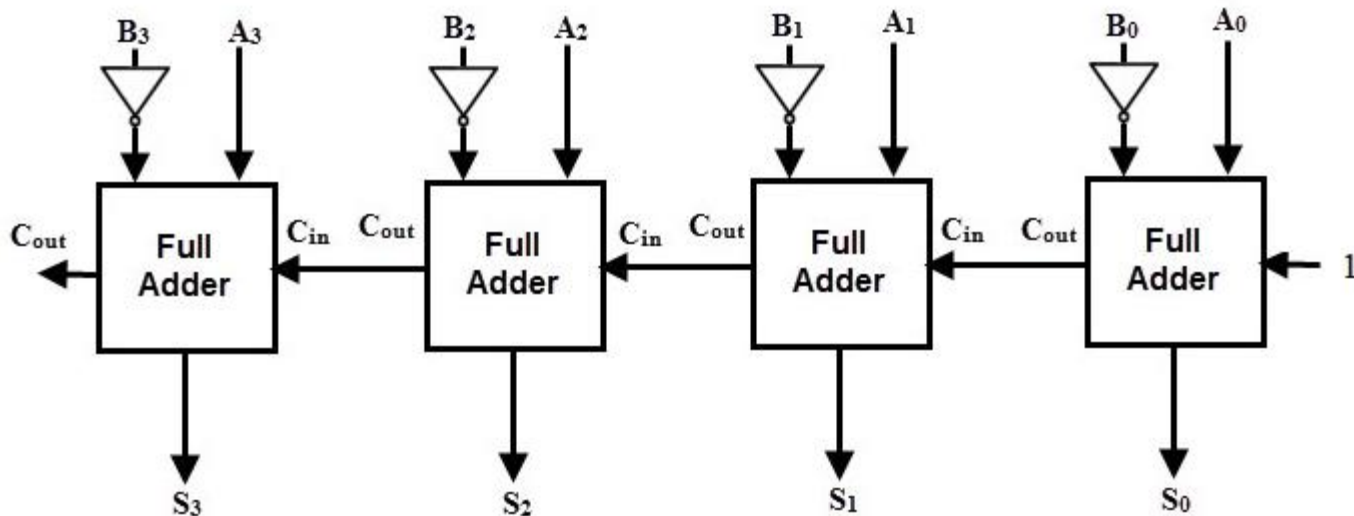 B3 A3 B2 A2 B1 A1 B0 A0
Cout Full Adder Cin Cout Full Adder Cin Cout Full Adder Cin Cout Full Adder 1
S3 S2 S1 S0